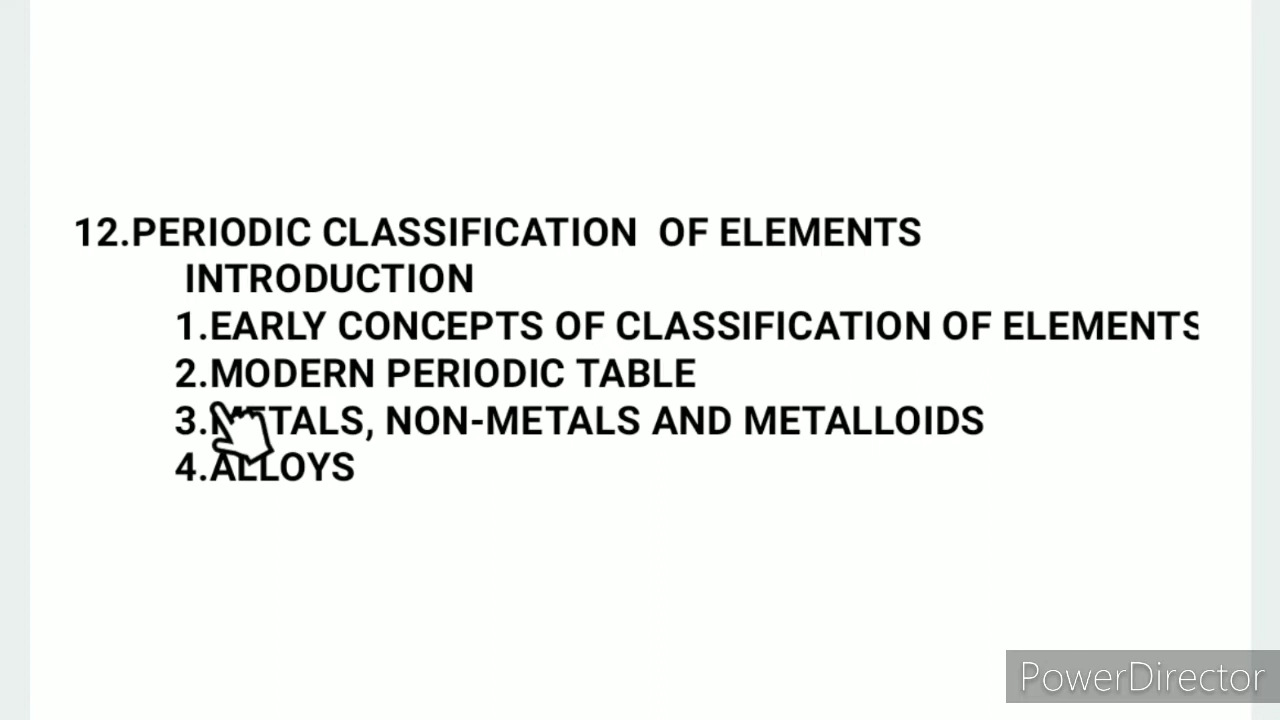 12.PERIODIC CLASSIFICATION OF ELEMENTS
INTRODUCTION
1.EARLY CONCEPTS OF CLASSIFICATION OF ELEMENTS
2.MODERN PERIODIC TABLE
3.METALS, NON-METALS AND METALLOIDS
4.ALLOYS
PowerDirector